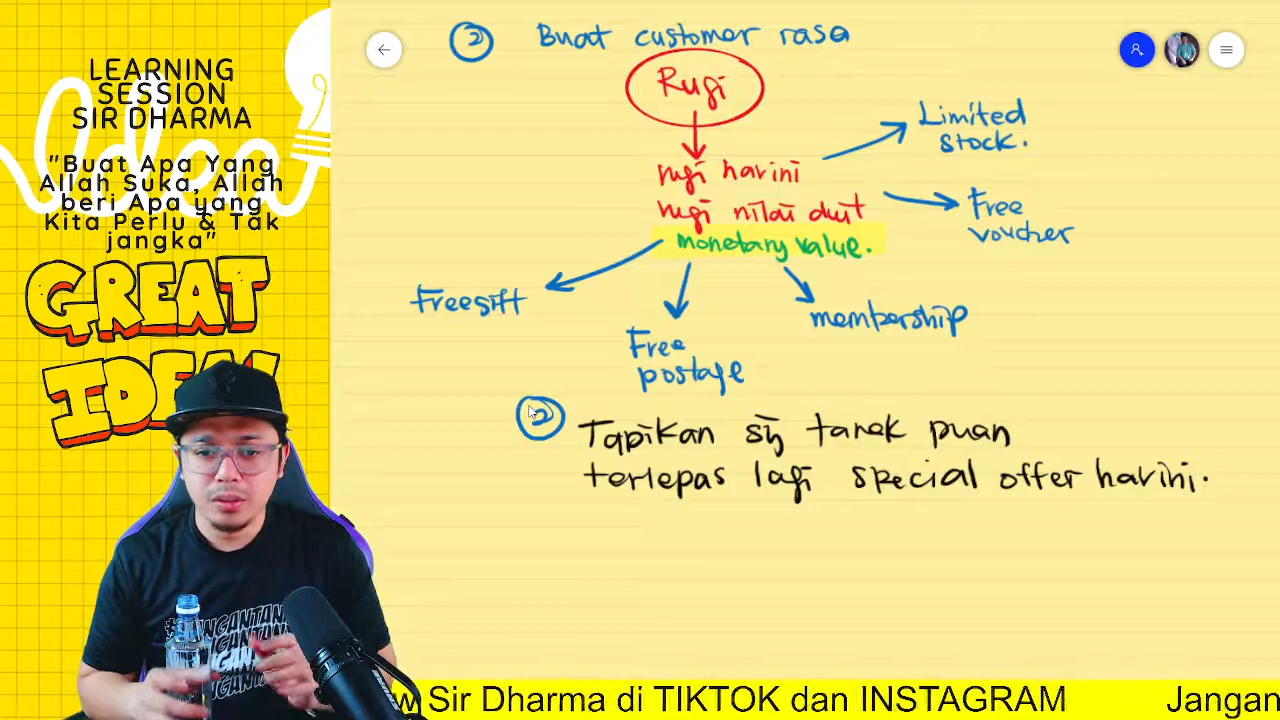 LEARNING
SESSION
SIR DHARMA
"Buat Apa Yang
Allah Suka, Allah
beri Apa yang
Kita Perlu & Tak
jangka"
GREAT
② Buat customer rasa
Rugi
rugi harini
rugi nilai duit
monetary value.
Limited
stock.
Free
voucher
Freegift
Free
postage
membership
Tapikan sy tanak puan
terlepas lagi special offer harini.
w Sir Dharma di TIKTOK dan INSTAGRAM
Jangan